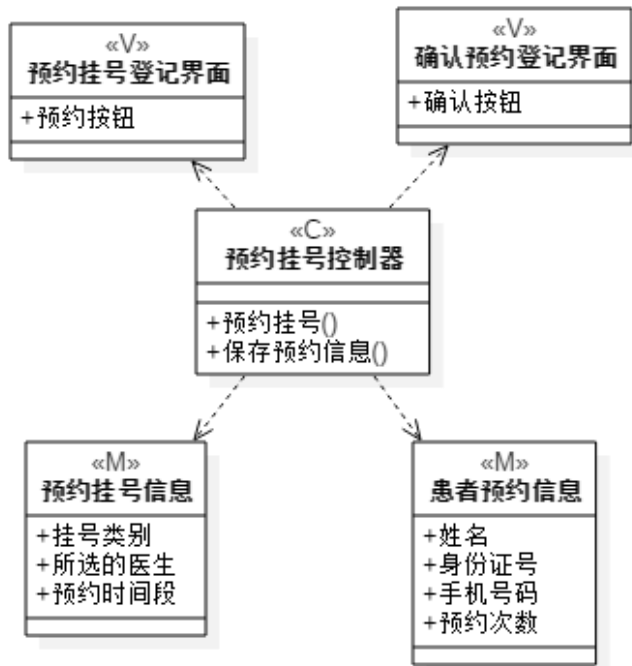 «V»
预约挂号登记界面
+预约按钮
«V»
确认预约登记界面
+确认按钮
«C»
预约挂号控制器
+预约挂号()
+保存预约信息()
«M»
预约挂号信息
+挂号类别
+所选的医生
+预约时间段
«M»
患者预约信息
+姓名
+身份证号
+手机号码
+预约次数